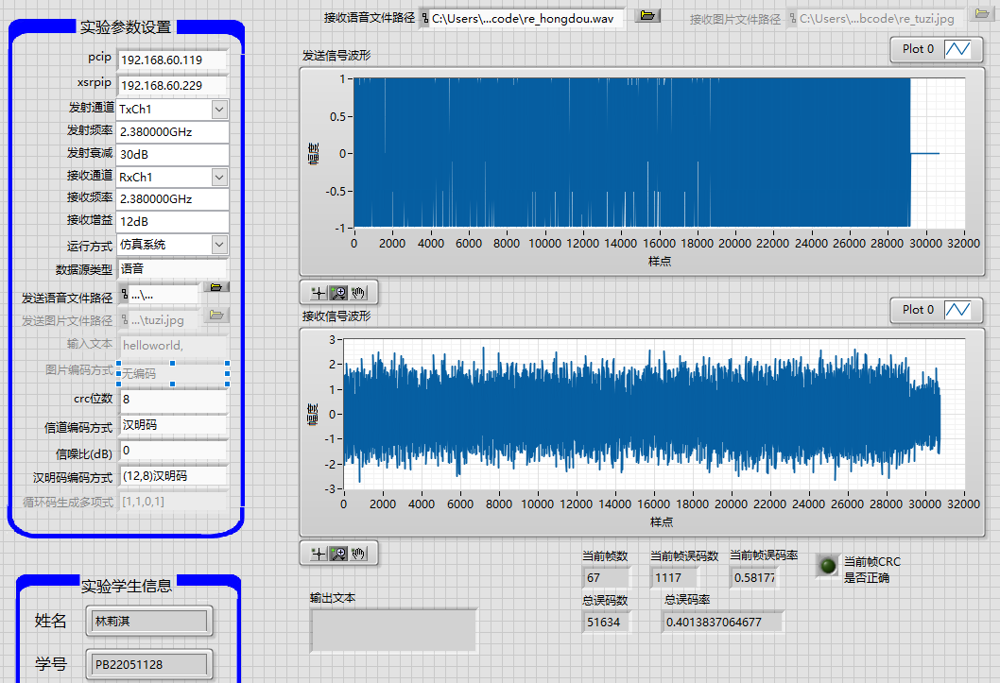 实验参数设置
pcip 192.168.60.119
xsrpip 192.168.60.229
发射通道 TxCh1
发射频率 2.380000GHz
发射衰减 30dB
接收通道 RxCh1
接收频率 2.380000GHz
接收增益 12dB
运行方式 仿真系统
数据源类型 语音
发送语音文件路径 ...\...
发送图片文件路径 ...\tuzi.jpg
输入文本 helloworld,
图片编码方式 无编码
crc位数 8
信道编码方式 汉明码
信噪比(dB) 0
汉明码编码方式 (12,8)汉明码
循环码生成多项式 [1,1,0,1]
实验学生信息
姓名 林莉淇
学号 PB22051128
接收语音文件路径 C:\Users\...code\re_hongdou.wav
接收图片文件路径 C:\Users\...bcode\re_tuzi.jpg
发送信号波形
Plot 0
幅度
1
0.5
0
-0.5
-1
0 2000 4000 6000 8000 10000 12000 14000 16000 18000 20000 22000 24000 26000 28000 30000 32000
样点
接收信号波形
Plot 0
幅度
3
2
1
0
-1
-2
-3
0 2000 4000 6000 8000 10000 12000 14000 16000 18000 20000 22000 24000 26000 28000 30000 32000
样点
当前帧数 当前帧误码数 当前帧误码率
67 1117 0.58177
当前帧CRC
是否正确
总误码数 总误码率
51634 0.4013837064677
输出文本